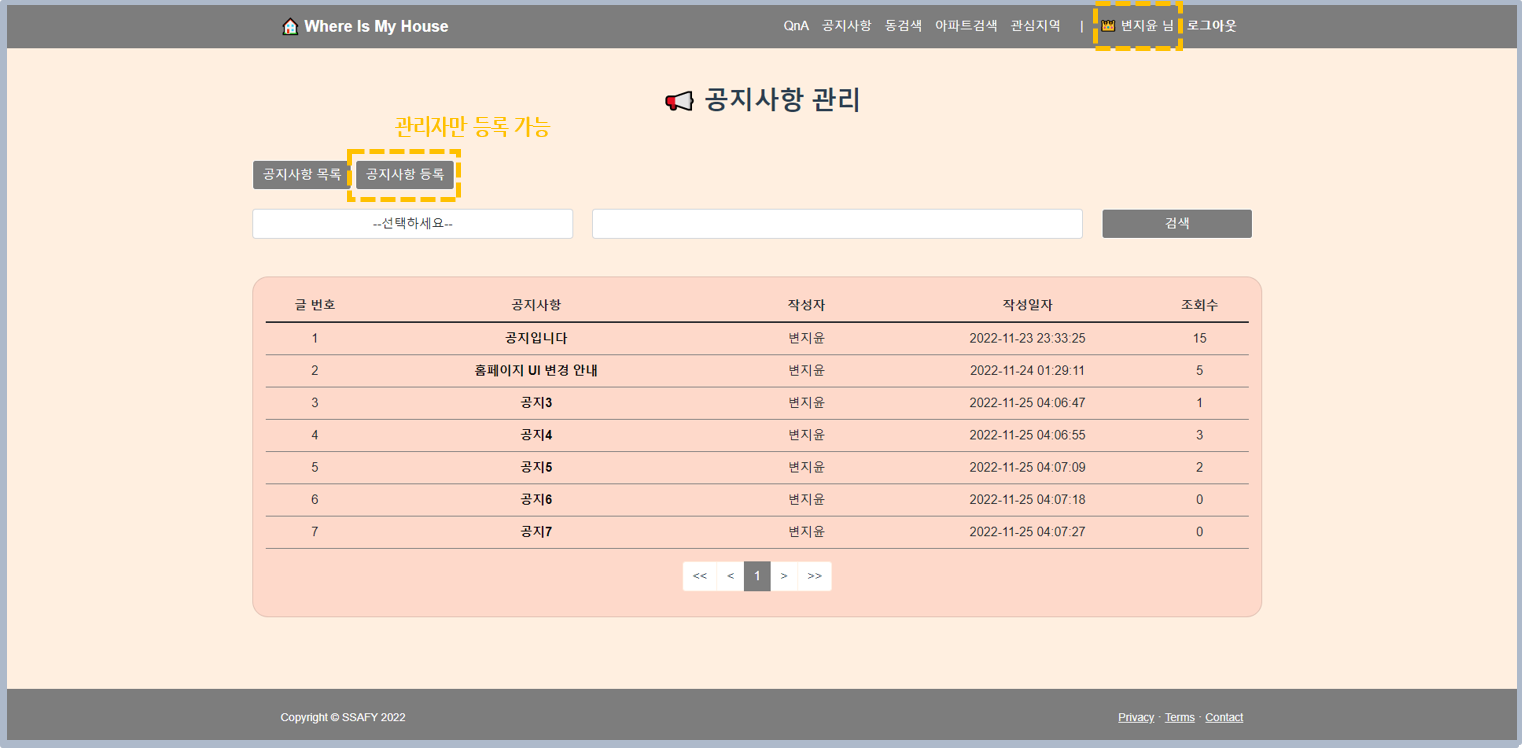 Where Is My House QnA 공지사항 동검색 아파트검색 관심지역 | 변지윤 님 로그아웃
공지사항 관리
관리자만 등록 가능
공지사항 목록 공지사항 등록
--선택하세요-- 검색
글 번호 공지사항 작성자 작성일자 조회수
1 공지입니다 변지윤 2022-11-23 23:33:25 15
2 홈페이지 UI 변경 안내 변지윤 2022-11-24 01:29:11 5
3 공지3 변지윤 2022-11-25 04:06:47 1
4 공지4 변지윤 2022-11-25 04:06:55 3
5 공지5 변지윤 2022-11-25 04:07:09 2
6 공지6 변지윤 2022-11-25 04:07:18 0
7 공지7 변지윤 2022-11-25 04:07:27 0
<< < 1 > >>
Copyright © SSAFY 2022 Privacy · Terms · Contact